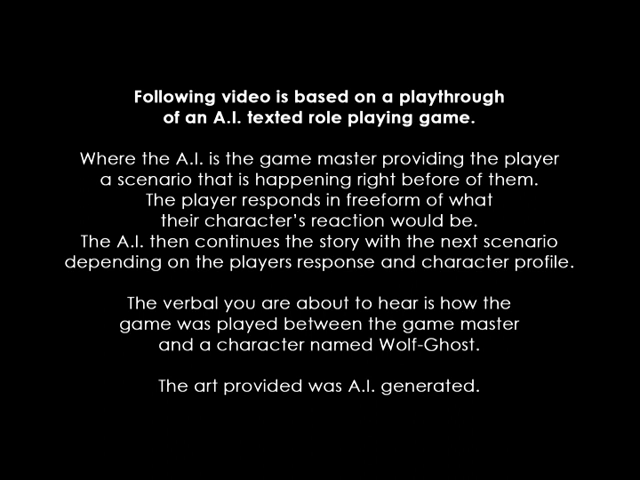 Following video is based on a playthrough
of an A.I. texted role playing game.
Where the A.I. is the game master providing the player
a scenario that is happening right before of them.
The player responds in freeform of what
their character's reaction would be.
The A.I. then continues the story with the next scenario
depending on the players response and character profile.
The verbal you are about to hear is how the
game was played between the game master
and a character named Wolf-Ghost.
The art provided was A.I. generated.